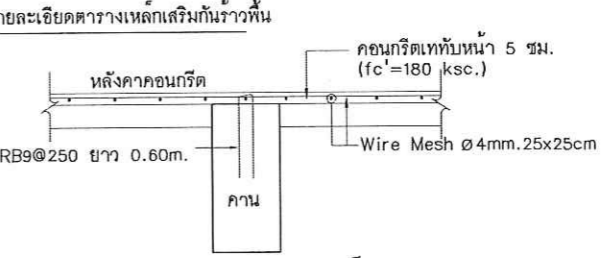 ยละเอียดตารางเหล็กเสริมกันร้าวพื้น
คอนกรีตเททับหน้า 5 ซม.
(fc'=180 ksc.)
หลังคาคอนกรีต
RB9@250 ยาว 0.60m.
Wire Mesh Ø4mm.25x25cm
คาน